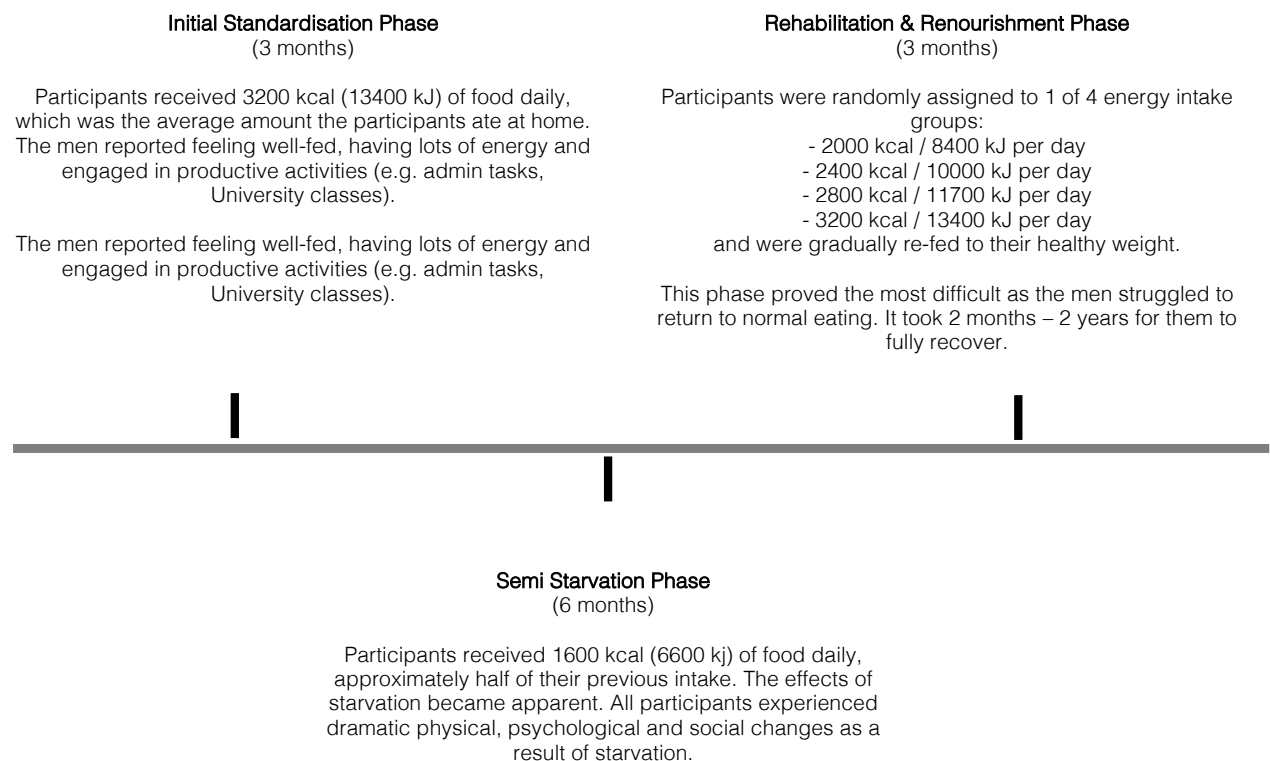 Initial Standardisation Phase
(3 months)
Participants received 3200 kcal (13400 kJ) of food daily,
which was the average amount the participants ate at home.
The men reported feeling well-fed, having lots of energy and
engaged in productive activities (e.g. admin tasks,
University classes).
The men reported feeling well-fed, having lots of energy and
engaged in productive activities (e.g. admin tasks,
University classes).
Rehabilitation & Renourishment Phase
(3 months)
Participants were randomly assigned to 1 of 4 energy intake
groups:
- 2000 kcal / 8400 kJ per day
- 2400 kcal / 10000 kJ per day
- 2800 kcal / 11700 kJ per day
- 3200 kcal / 13400 kJ per day
and were gradually re-fed to their healthy weight.
This phase proved the most difficult as the men struggled to
return to normal eating. It took 2 months – 2 years for them to
fully recover.
Semi Starvation Phase
(6 months)
Participants received 1600 kcal (6600 kj) of food daily,
approximately half of their previous intake. The effects of
starvation became apparent. All participants experienced
dramatic physical, psychological and social changes as a
result of starvation.